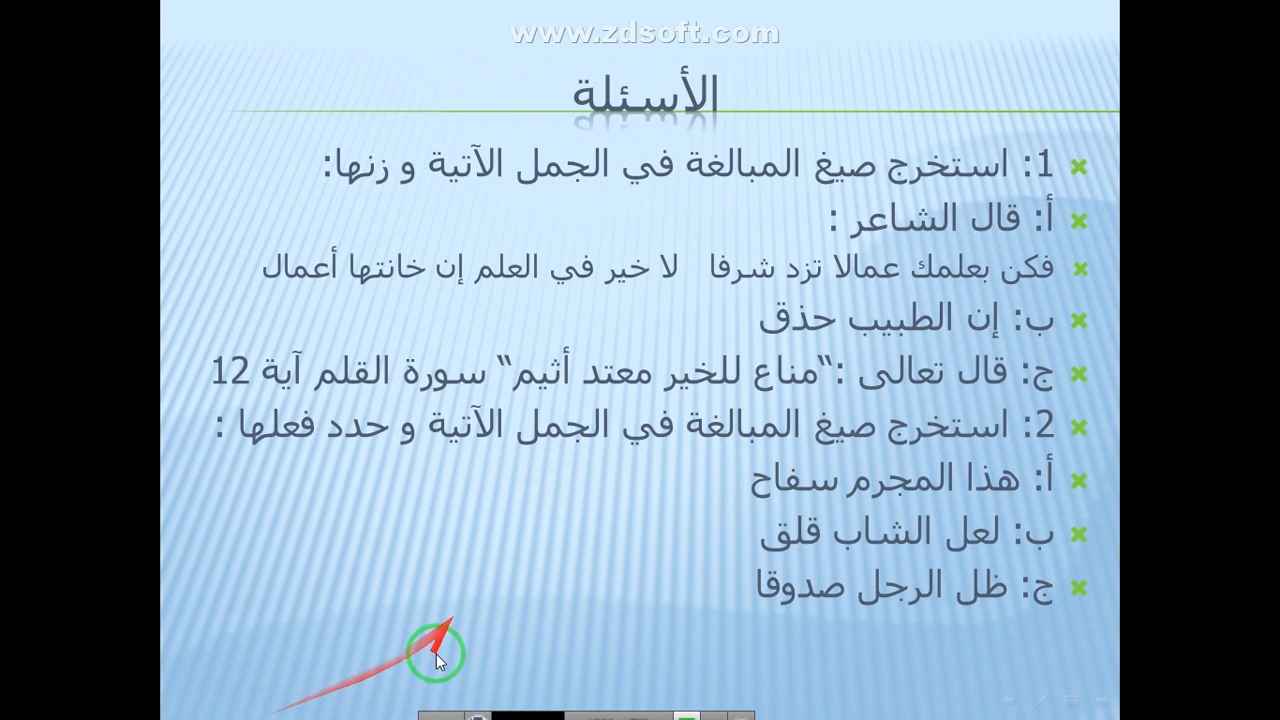 www.zdsoft.com
الأسئلة
1: استخرج صيغ المبالغة في الجمل الآتية و زنها:
أ: قال الشاعر :
فكن بعلمك عمالا تزد شرفا لا خير في العلم إن خانتها أعمال
ب: إن الطبيب حذق
ج: قال تعالى :“مناع للخير معتد أثيم“ سورة القلم آية 12
2: استخرج صيغ المبالغة في الجمل الآتية و حدد فعلها :
أ: هذا المجرم سفاح
ب: لعل الشاب قلق
ج: ظل الرجل صدوقا